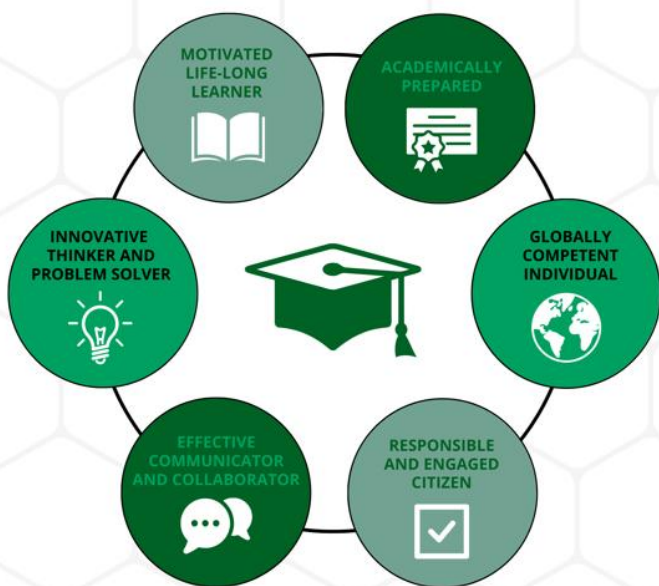 MOTIVATED
LIFE-LONG
LEARNER
ACADEMICALLY
PREPARED
INNOVATIVE
THINKER AND
PROBLEM SOLVER
GLOBALLY
COMPETENT
INDIVIDUAL
EFFECTIVE
COMMUNICATOR
AND COLLABORATOR
RESPONSIBLE
AND ENGAGED
CITIZEN